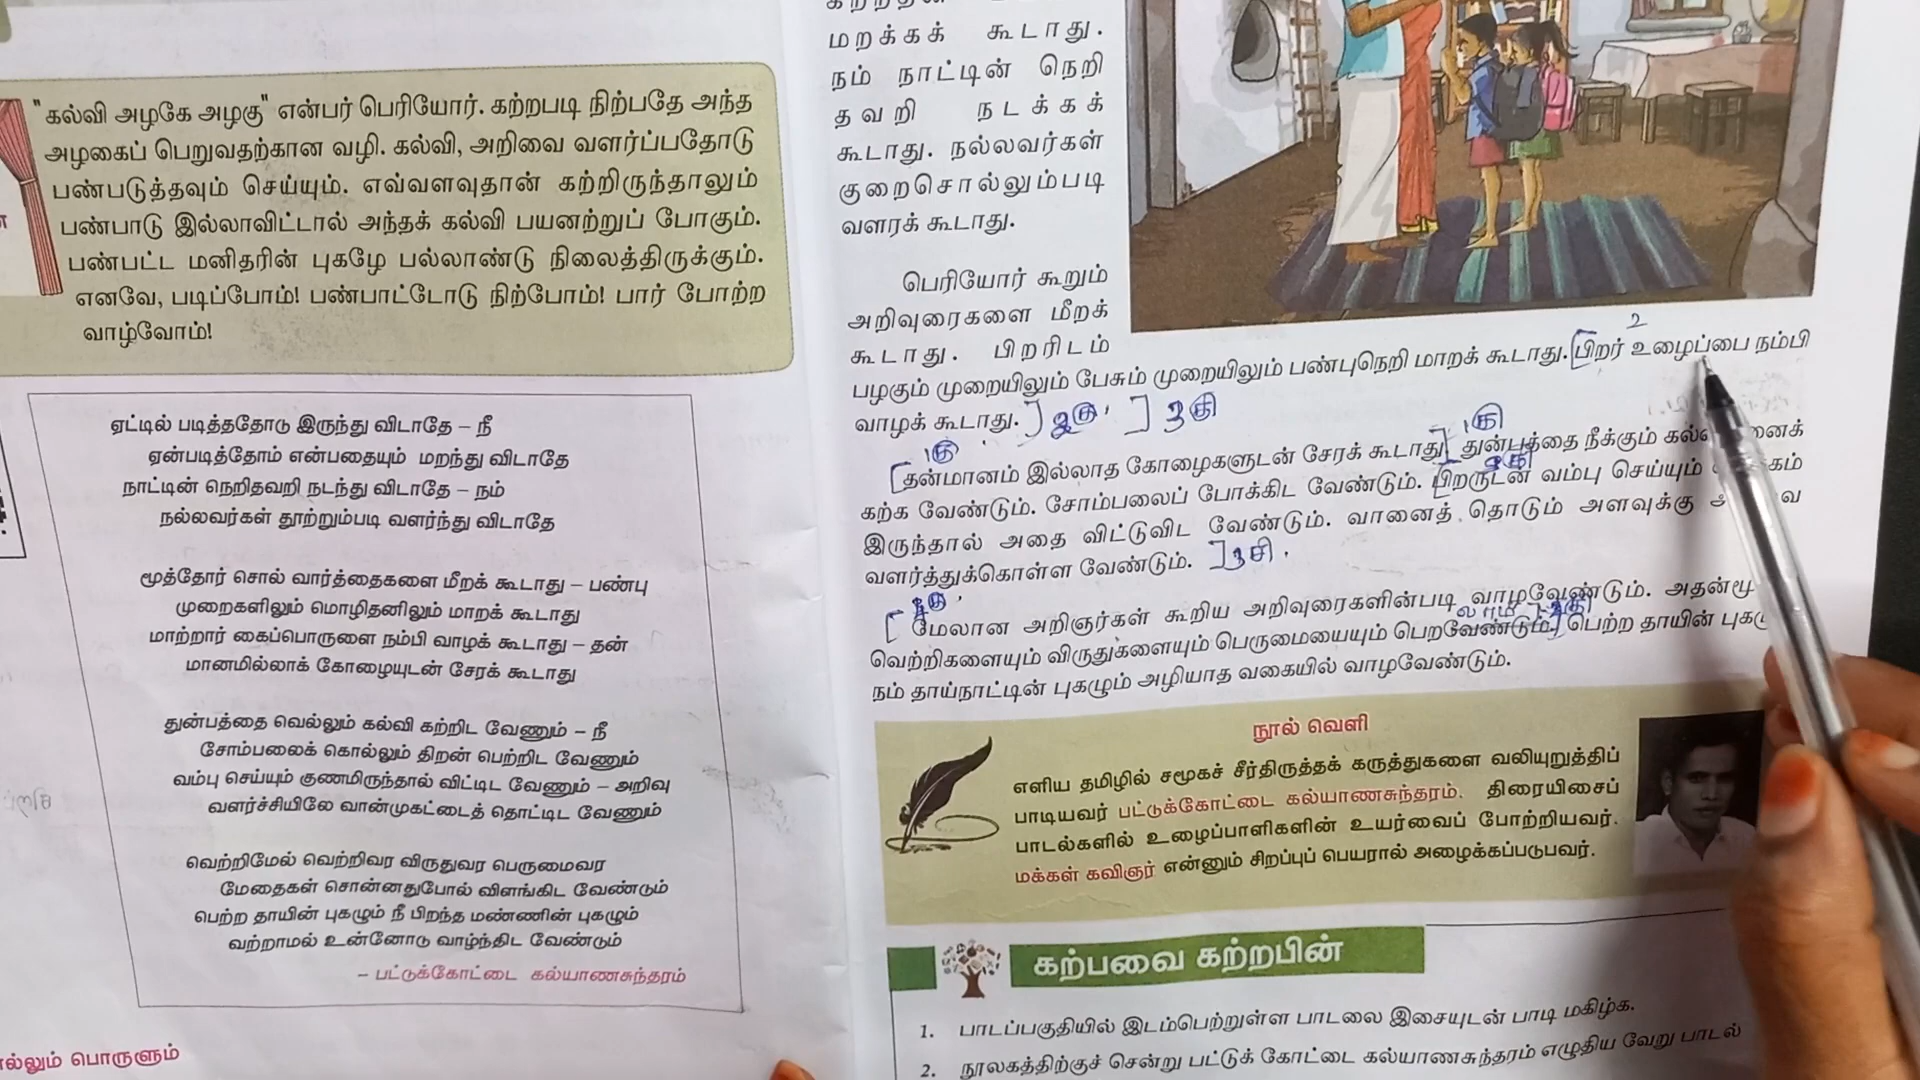 "கல்வி அழகே அழகு" என்பர் பெரியோர். கற்றபடி நிற்பதே அந்த
அழகைப் பெறுவதற்கான வழி. கல்வி, அறிவை வளர்ப்பதோடு
பண்படுத்தவும் செய்யும். எவ்வளவுதான் கற்றிருந்தாலும்
பண்பாடு இல்லாவிட்டால் அந்தக் கல்வி பயனற்றுப் போகும்.
பண்பட்ட மனிதரின் புகழே பல்லாண்டு நிலைத்திருக்கும்.
எனவே, படிப்போம்! பண்பாட்டோடு நிற்போம்! பார் போற்ற
வாழ்வோம்!
ஏட்டில் படித்ததோடு இருந்து விடாதே – நீ
ஏன்படித்தோம் என்பதையும் மறந்து விடாதே
நாட்டின் நெறிதவறி நடந்து விடாதே – நம்
நல்லவர்கள் தூற்றும்படி வளர்ந்து விடாதே
மூத்தோர் சொல் வார்த்தைகளை மீறக் கூடாது – பண்பு
முறைகளிலும் மொழிதனிலும் மாறக் கூடாது
மாற்றார் கைப்பொருளை நம்பி வாழக் கூடாது – தன்
மானமில்லாக் கோழையுடன் சேரக் கூடாது
துன்பத்தை வெல்லும் கல்வி கற்றிட வேணும் – நீ
சோம்பலைக் கொல்லும் திறன் பெற்றிட வேணும்
வம்பு செய்யும் குணமிருந்தால் விட்டிட வேணும் – அறிவு
வளர்ச்சியிலே வான்முகட்டைத் தொட்டிட வேணும்
வெற்றிமேல் வெற்றிவர விருதுவர பெருமைவர
மேதைகள் சொன்னதுபோல் விளங்கிட வேண்டும்
பெற்ற தாயின் புகழும் நீ பிறந்த மண்ணின் புகழும்
வற்றாமல் உன்னோடு வாழ்ந்திட வேண்டும்
– பட்டுக்கோட்டை கல்யாணசுந்தரம்
பொருளும்
மறக்கக் கூடாது.
நம் நாட்டின் நெறி
தவறி நடக்கக்
கூடாது. நல்லவர்கள்
குறைசொல்லும்படி
வளரக் கூடாது.
பெரியோர் கூறும்
அறிவுரைகளை மீறக்
கூடாது. பிறரிடம்
பழகும் முறையிலும் பேசும் முறையிலும் பண்புநெறி மாறக் கூடாது. பிறர் உழைப்பை நம்பி
வாழக் கூடாது.
தன்மானம் இல்லாத கோழைகளுடன் சேரக் கூடாது. துன்பத்தை நீக்கும்
கற்க வேண்டும். சோம்பலைப் போக்கிட வேண்டும். பிறருடன் வம்பு செய்யும்
இருந்தால் அதை விட்டுவிட வேண்டும். வானைத் தொடும் அளவுக்கு
வளர்த்துக்கொள்ள வேண்டும்.
மேலான அறிஞர்கள் கூறிய அறிவுரைகளின்படி வாழவேண்டும்.
வெற்றிகளையும் விருதுகளையும் பெருமையையும் பெறவேண்டும். பெற்ற தாயின்
நம் தாய்நாட்டின் புகழும் அழியாத வகையில் வாழவேண்டும்.
நூல் வெளி
எளிய தமிழில் சமூகச் சீர்திருத்தக் கருத்துகளை வலியுறுத்திப்
பாடியவர் பட்டுக்கோட்டை கல்யாணசுந்தரம். திரையிசைப்
பாடல்களில் உழைப்பாளிகளின் உயர்வைப் போற்றியவர்.
மக்கள் கவிஞர் என்னும் சிறப்புப் பெயரால் அழைக்கப்படுபவர்.
கற்பவை கற்றபின்
1. பாடப்பகுதியில் இடம்பெற்றுள்ள பாடலை இசையுடன் பாடி மகிழ்க.
2. நூலகத்திற்குச் சென்று பட்டுக் கோட்டை கல்யாணசுந்தரம் எழுதிய வேறு பாடல்